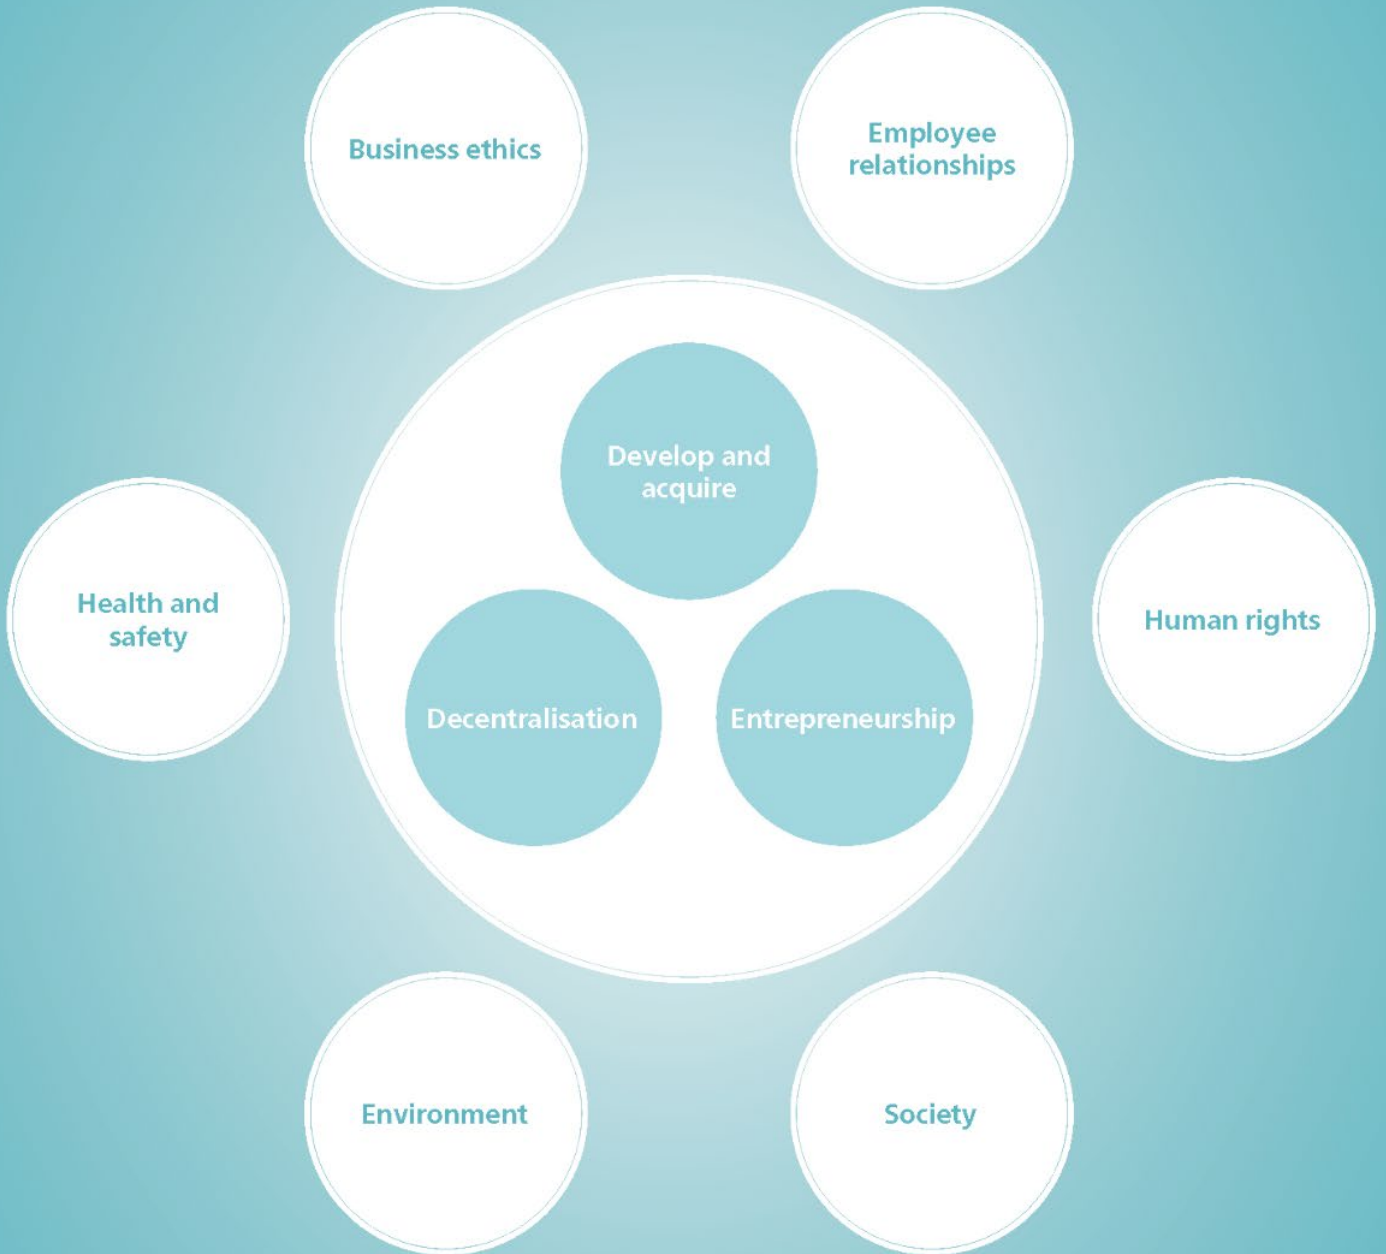 Business ethics
Employee
relationships
Develop and
acquire
Health and
safety
Human rights
Decentralisation
Entrepreneurship
Environment
Society